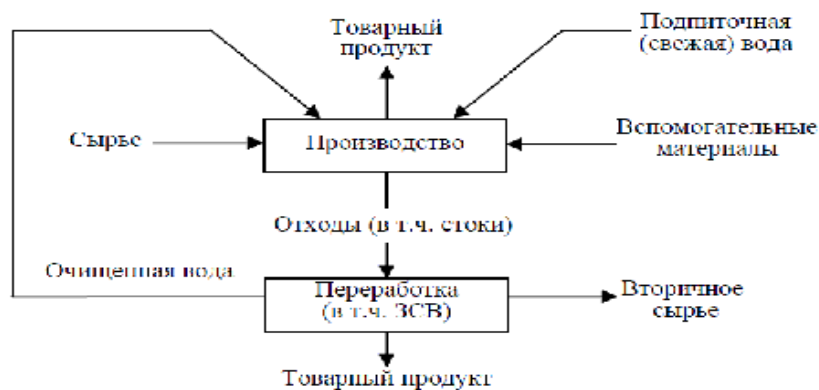 Товарный
продукт
Подпиточная
(свежая) вода
Сырье
Производство
Вспомогательные
материалы
Отходы (в т.ч. стоки)
Очищенная вода
Переработка
(в т.ч. ЗСВ)
Вторичное
сырье
Товарный продукт